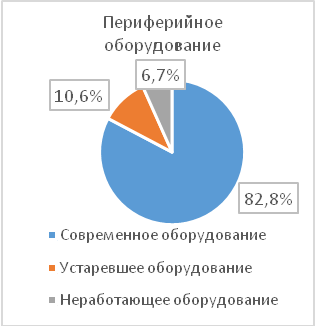 Периферийное
оборудование
6,7%
10,6%
82,8%
Современное оборудование
Устаревшее оборудование
Неработающее оборудование